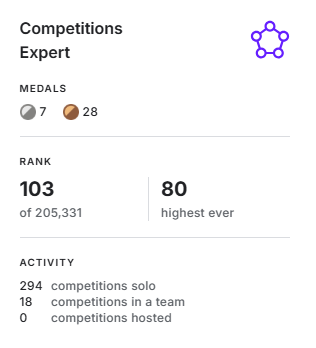 Competitions
Expert
MEDALS
7 28
RANK
103 80
of 205,331 highest ever
ACTIVITY
294 competitions solo
18 competitions in a team
0 competitions hosted